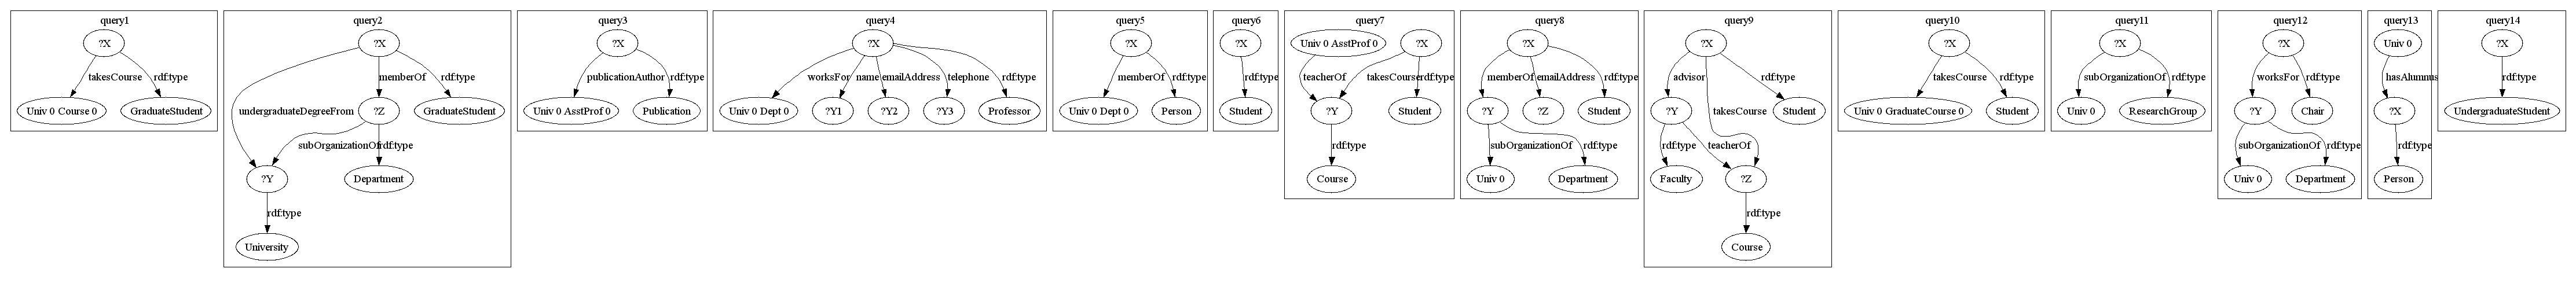 query1
?X
takesCourse rdf:type
Univ 0 Course 0 GraduateStudent
query2
?X
memberOf rdf:type
undergraduateDegreeFrom ?Z GraduateStudent
subOrganizationOf rdf:type
?Y Department
rdf:type
University
query3
?X
publicationAuthor rdf:type
Univ 0 AsstProf 0 Publication
query4
?X
worksFor name emailAddress telephone rdf:type
Univ 0 Dept 0 ?Y1 ?Y2 ?Y3 Professor
query5
?X
memberOf rdf:type
Univ 0 Dept 0 Person
query6
?X
rdf:type
Student
query7
Univ 0 AsstProf 0 ?X
teacherOf takesCourse rdf:type
?Y Student
rdf:type
Course
query8
?X
memberOf emailAddress rdf:type
?Y ?Z Student
subOrganizationOf rdf:type
Univ 0 Department
query9
?X
advisor rdf:type
?Y takesCourse Student
rdf:type teacherOf
Faculty ?Z
rdf:type
Course
query10
?X
takesCourse rdf:type
Univ 0 GraduateCourse 0 Student
query11
?X
subOrganizationOf rdf:type
Univ 0 ResearchGroup
query12
?X
worksFor rdf:type
?Y Chair
subOrganizationOf rdf:type
Univ 0 Department
query13
Univ 0
hasAlumnus
?X
rdf:type
Person
query14
?X
rdf:type
UndergraduateStudent